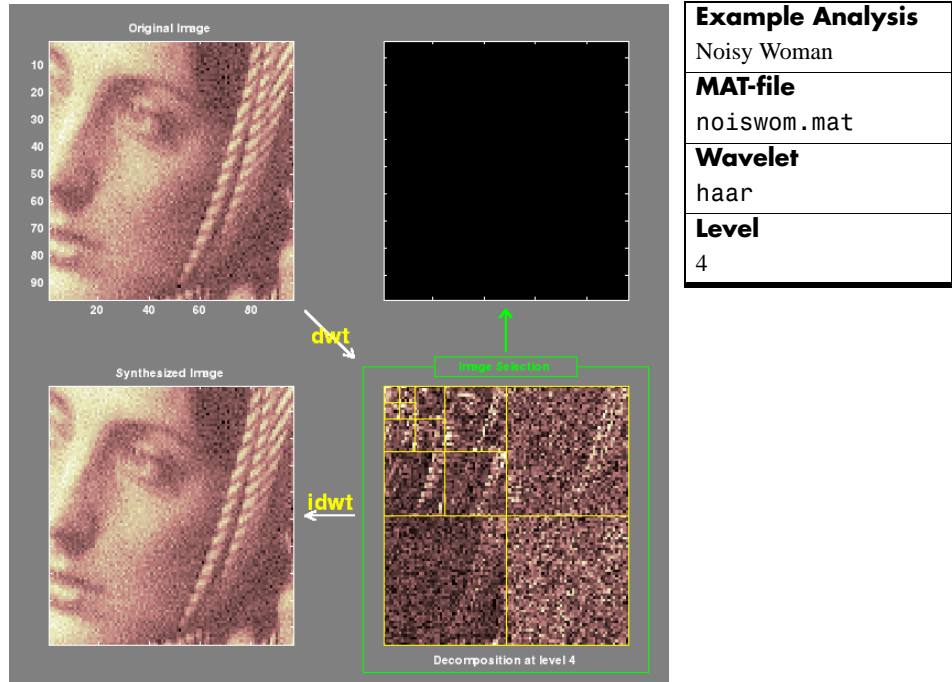 Original Image
10
20
30
40
50
60
70
80
90
20 40 60 80
dwt
Image Selection
Synthesized Image
idwt
Decomposition at level 4
Example Analysis
Noisy Woman
MAT-file
noiswom.mat
Wavelet
haar
Level
4